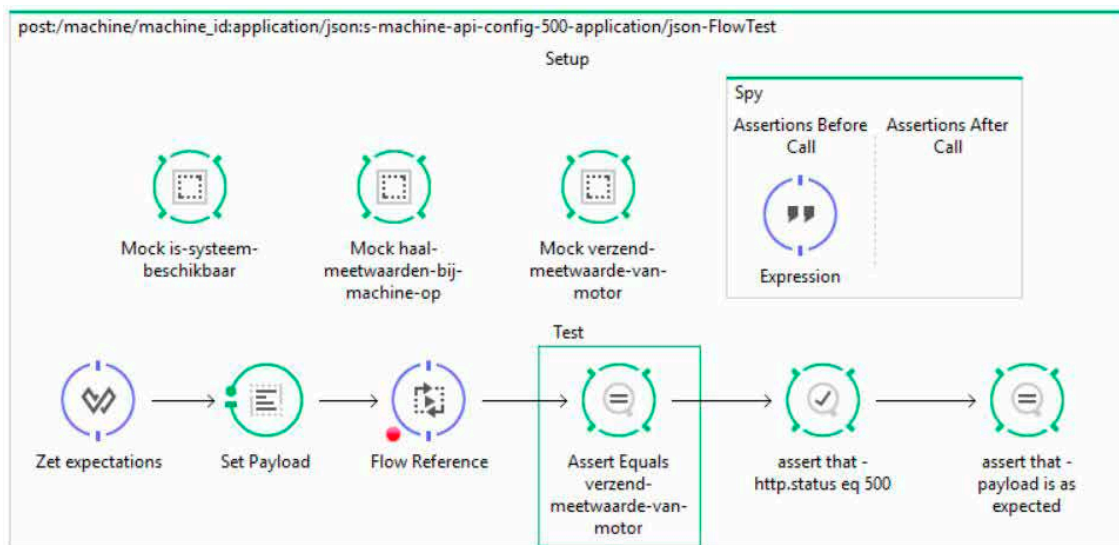 post:/machine/machine_id:application/json:s-machine-api-config-500-application/json-FlowTest
Setup
Spy
Assertions Before
Call
Assertions After
Call
Expression
Mock is-systeem-
beschikbaar
Mock haal-
meetwaarden-bij-
machine-op
Mock verzend-
meetwaarde-van-
motor
Test
Zet expectations
Set Payload
Flow Reference
Assert Equals
verzend-
meetwaarde-van-
motor
assert that -
http.status eq 500
assert that -
payload is as
expected